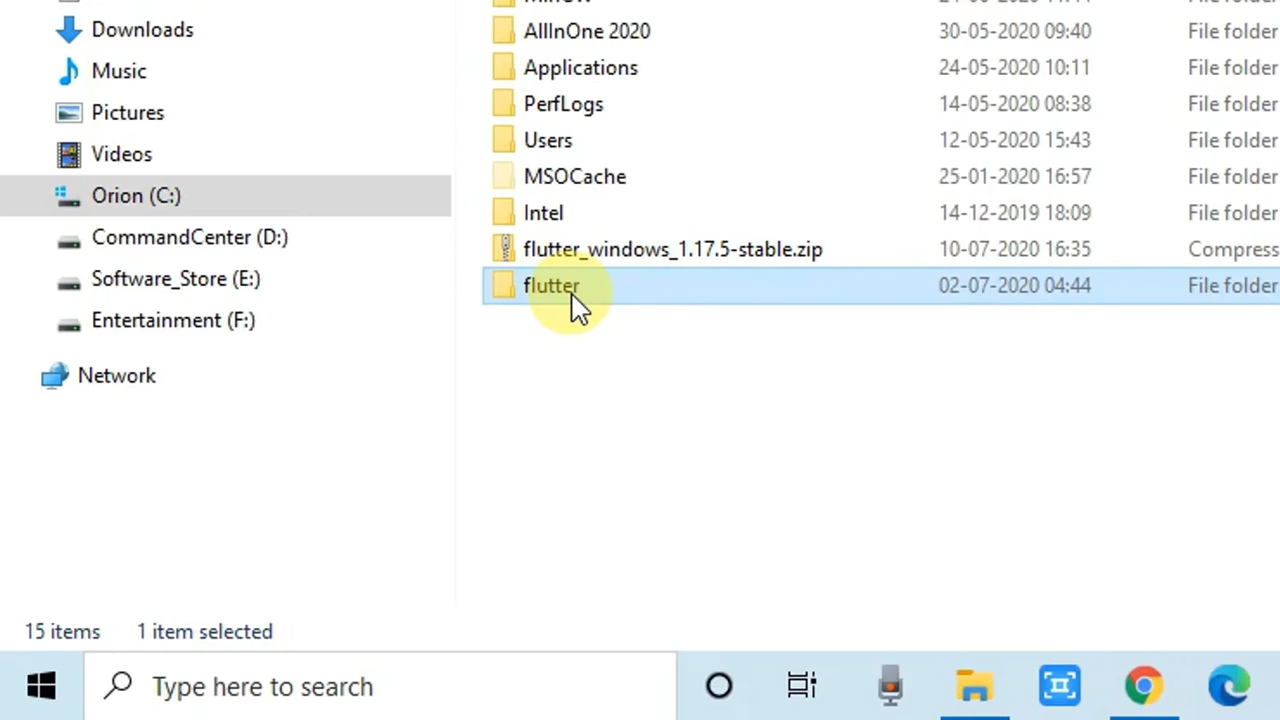 Downloads
Music
Pictures
Videos
Orion (C:)
CommandCenter (D:)
Software_Store (E:)
Entertainment (F:)
Network
AllInOne 2020 30-05-2020 09:40 File folder
Applications 24-05-2020 10:11 File folder
PerfLogs 14-05-2020 08:38 File folder
Users 12-05-2020 15:43 File folder
MSOCache 25-01-2020 16:57 File folder
Intel 14-12-2019 18:09 File folder
flutter_windows_1.17.5-stable.zip 10-07-2020 16:35 Compress
flutter 02-07-2020 04:44 File folder
15 items 1 item selected
Type here to search